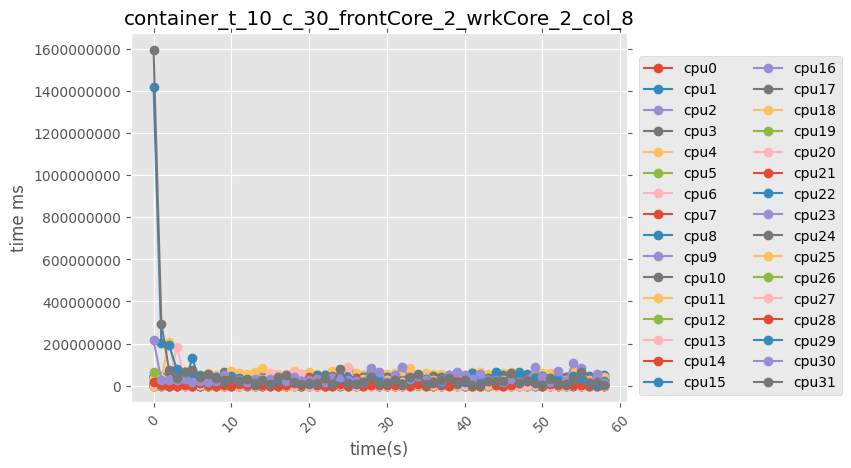 container_t_10_c_30_frontCore_2_wrkCore_2_col_8
1600000000
1400000000
1200000000
1000000000
800000000
600000000
400000000
200000000
0
time ms
0
10
20
30
40
50
60
time(s)
cpu0
cpu1
cpu2
cpu3
cpu4
cpu5
cpu6
cpu7
cpu8
cpu9
cpu10
cpu11
cpu12
cpu13
cpu14
cpu15
cpu16
cpu17
cpu18
cpu19
cpu20
cpu21
cpu22
cpu23
cpu24
cpu25
cpu26
cpu27
cpu28
cpu29
cpu30
cpu31